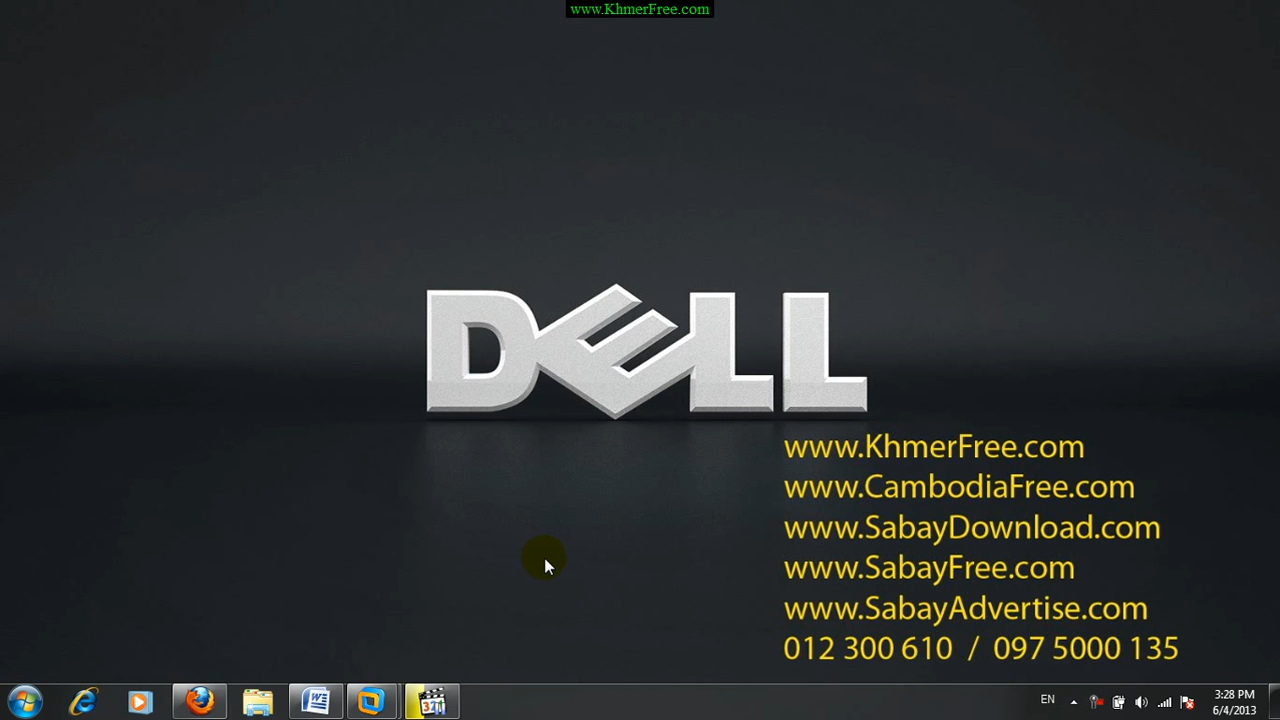 www.KhmerFree.com
DELL
www.KhmerFree.com
www.CambodiaFree.com
www.SabayDownload.com
www.SabayFree.com
www.SabayAdvertise.com
012 300 610 / 097 5000 135
EN
3:28 PM
6/4/2013